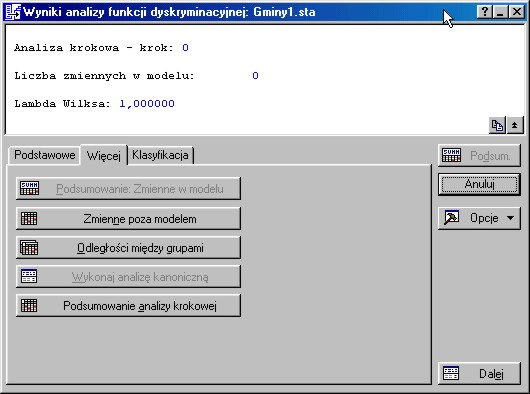 Wyniki analizy funkcji dyskryminacyjnej: Gminy1.sta
Analiza krokowa - krok: 0
Liczba zmiennych w modelu: 0
Lambda Wilksa: 1,000000
Podstawowe Więcej Klasyfikacja
Podsum.
Podsumowanie: Zmienne w modelu
Anuluj
Zmienne poza modelem
Opcje
Odległości między grupami
Wykonaj analizę kanoniczną
Podsumowanie analizy krokowej
Dalej